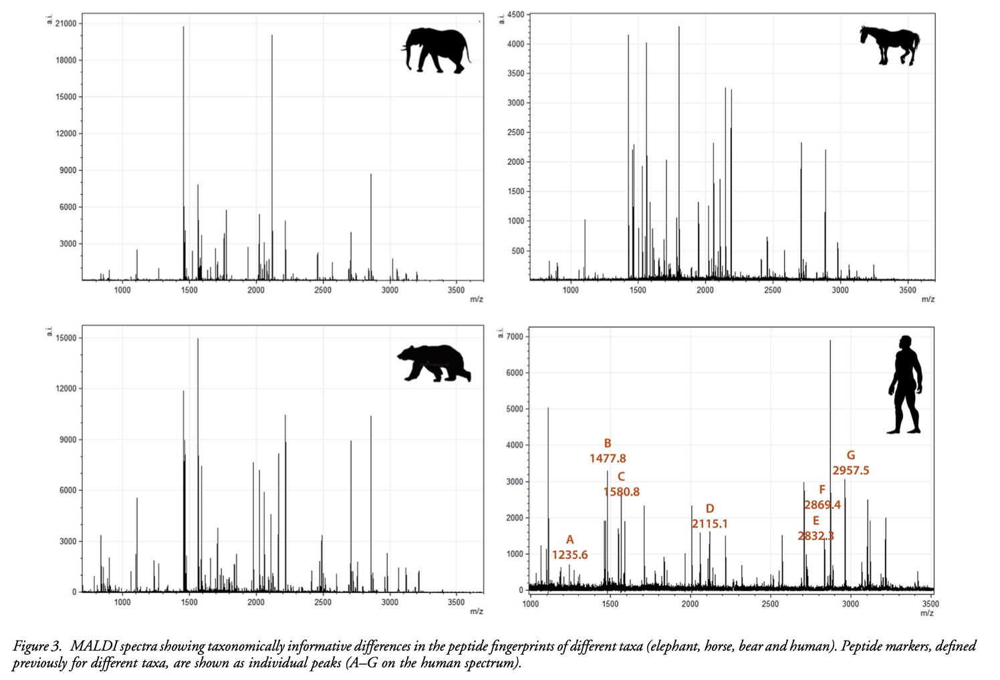 a.i.
21000
18000
15000
12000
9000
6000
3000
1000 1500 2000 2500 3000 3500
m/z
a.i.
4500
4000
3500
3000
2500
2000
1500
1000
500
1000 1500 2000 2500 3000 3500
m/z
a.i.
15000
12000
9000
6000
3000
0
1000 1500 2000 2500 3000 3500
m/z
a.i.
7000
6000
5000
4000
3000
2000
1000
0
A
1235.6
B
1477.8
C
1580.8
D
2115.1
E
2832.3
F
2869.4
G
2957.5
1000 1500 2000 2500 3000 3500
m/z
Figure 3. MALDI spectra showing taxonomically informative differences in the peptide fingerprints of different taxa (elephant, horse, bear and human). Peptide markers, defined
previously for different taxa, are shown as individual peaks (A–G on the human spectrum).